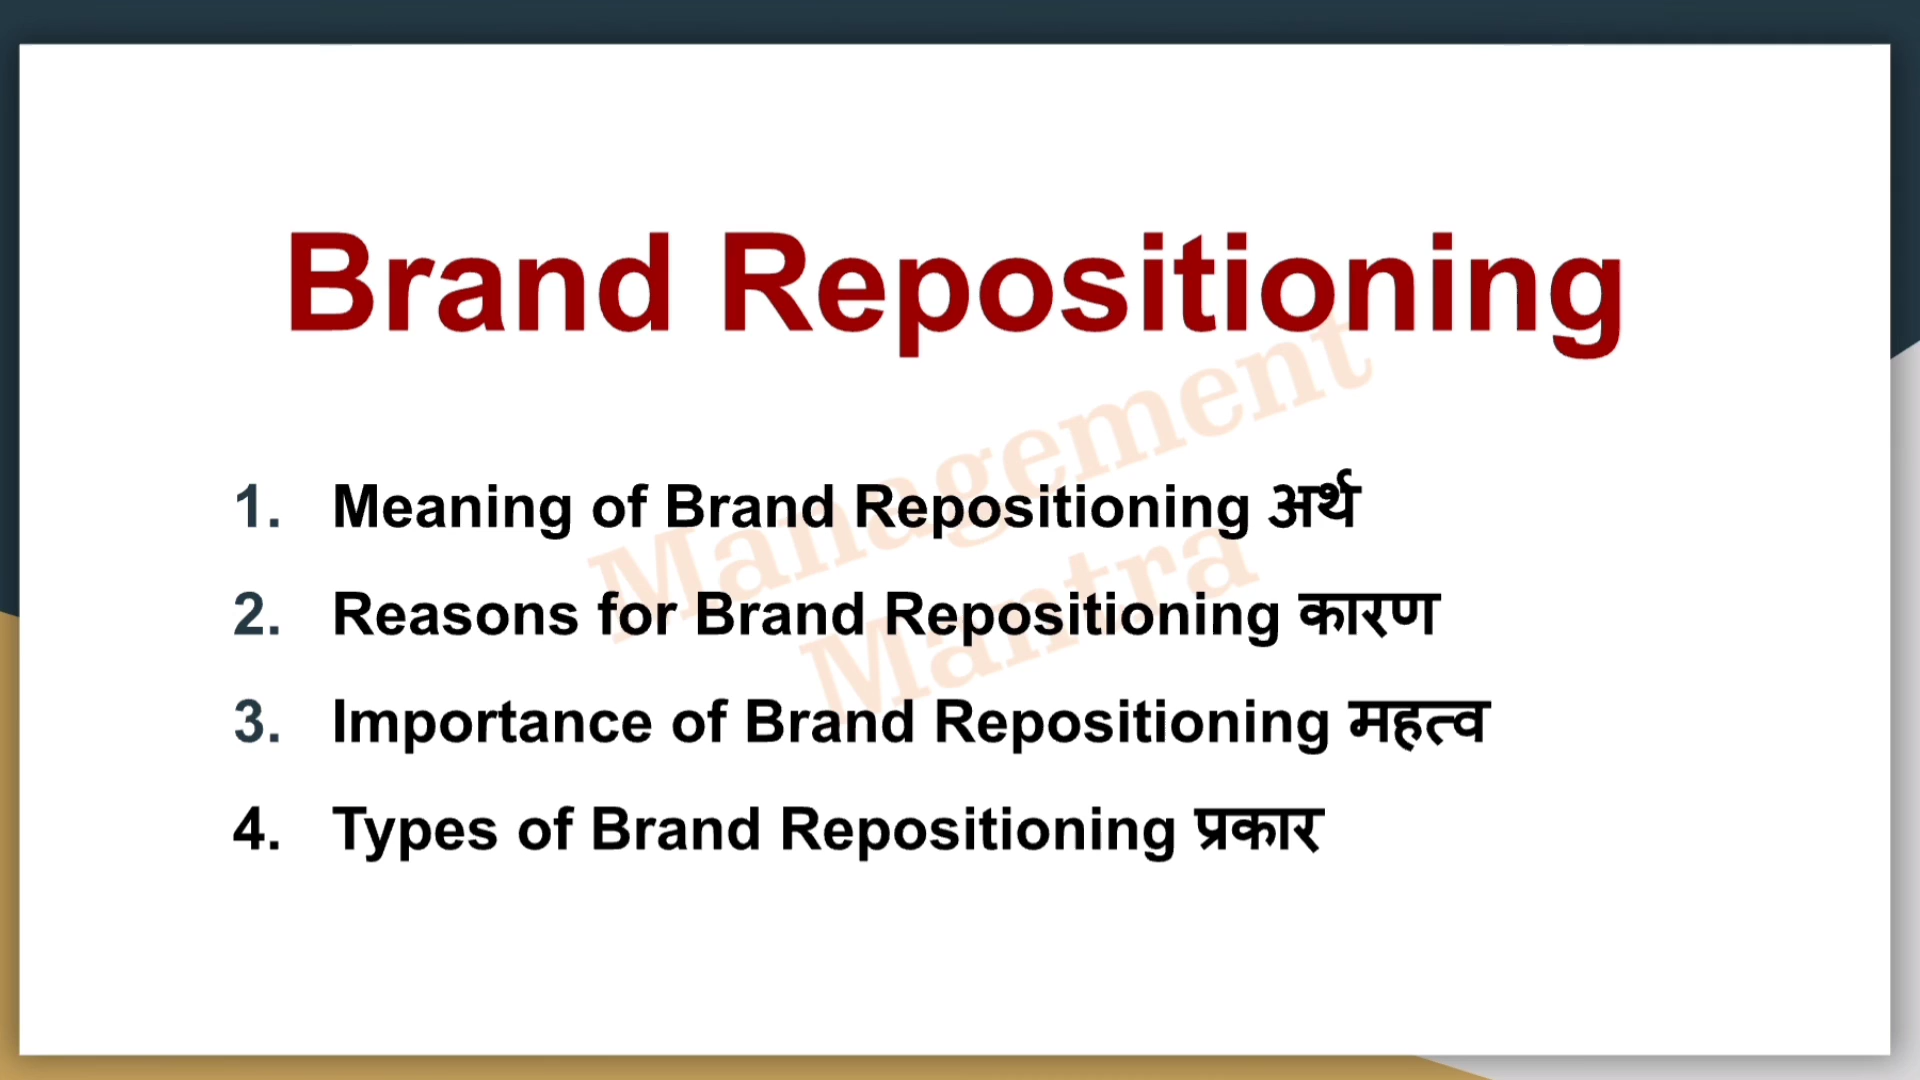 Brand Repositioning
Management
Mantra
1. Meaning of Brand Repositioning अर्थ
2. Reasons for Brand Repositioning कारण
3. Importance of Brand Repositioning महत्व
4. Types of Brand Repositioning प्रकार